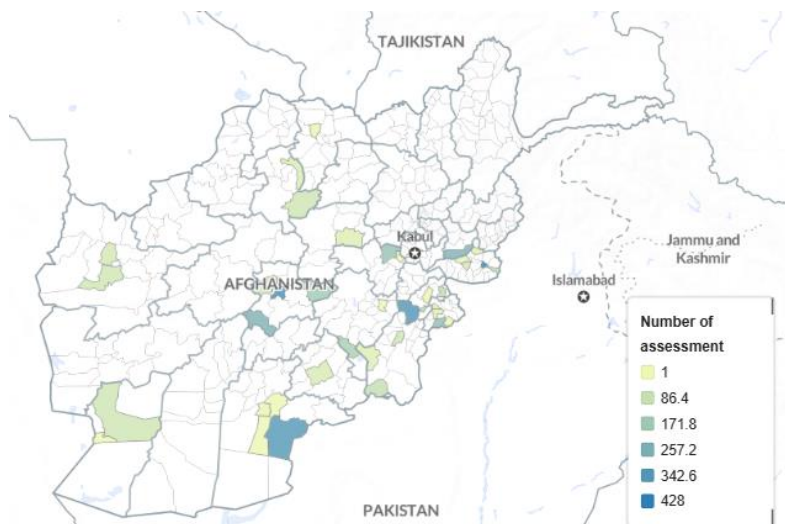 TAJIKISTAN
Kabul
Jammu and
Kashmir
Islamabad
AFGHANISTAN
PAKISTAN
Number of
assessment
1
86.4
171.8
257.2
342.6
428